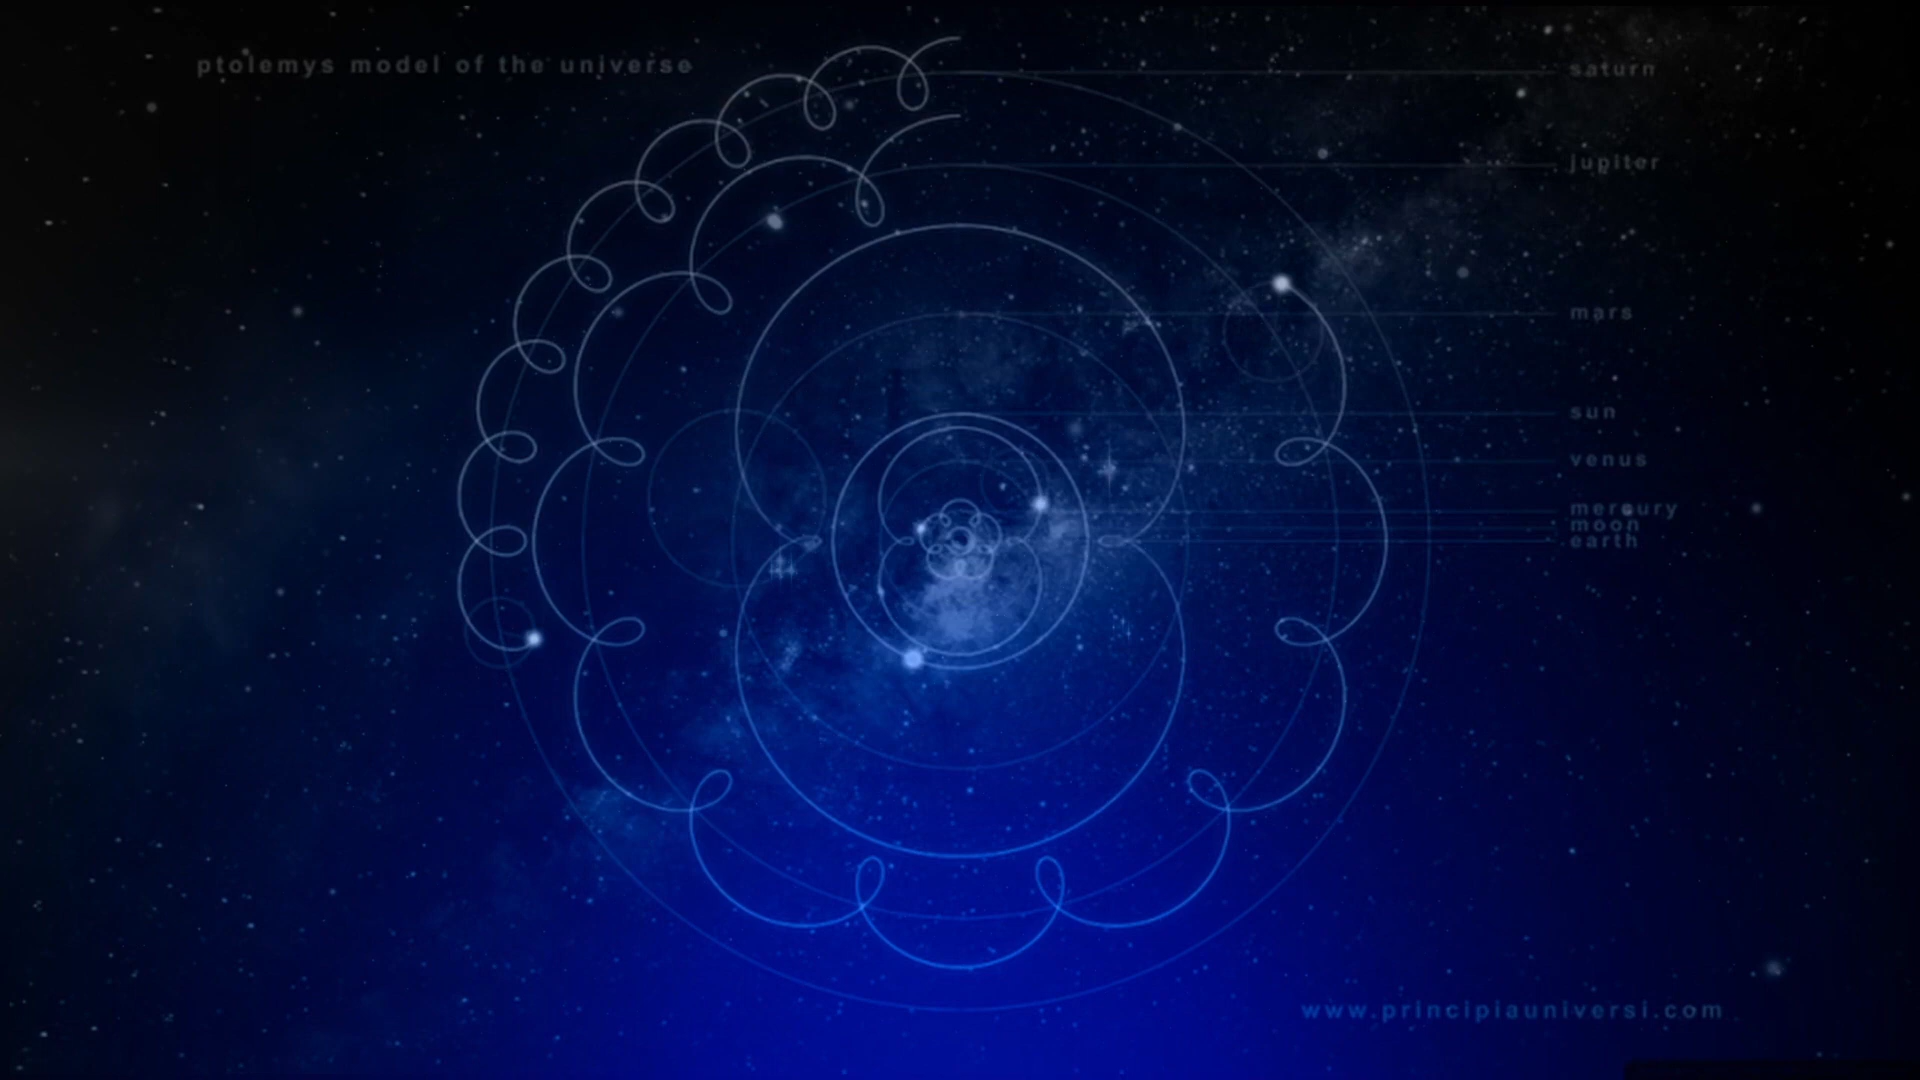 ptolemys model of the universe
saturn
jupiter
mars
sun
venus
mercury
moon
earth
www.principiauniversi.com